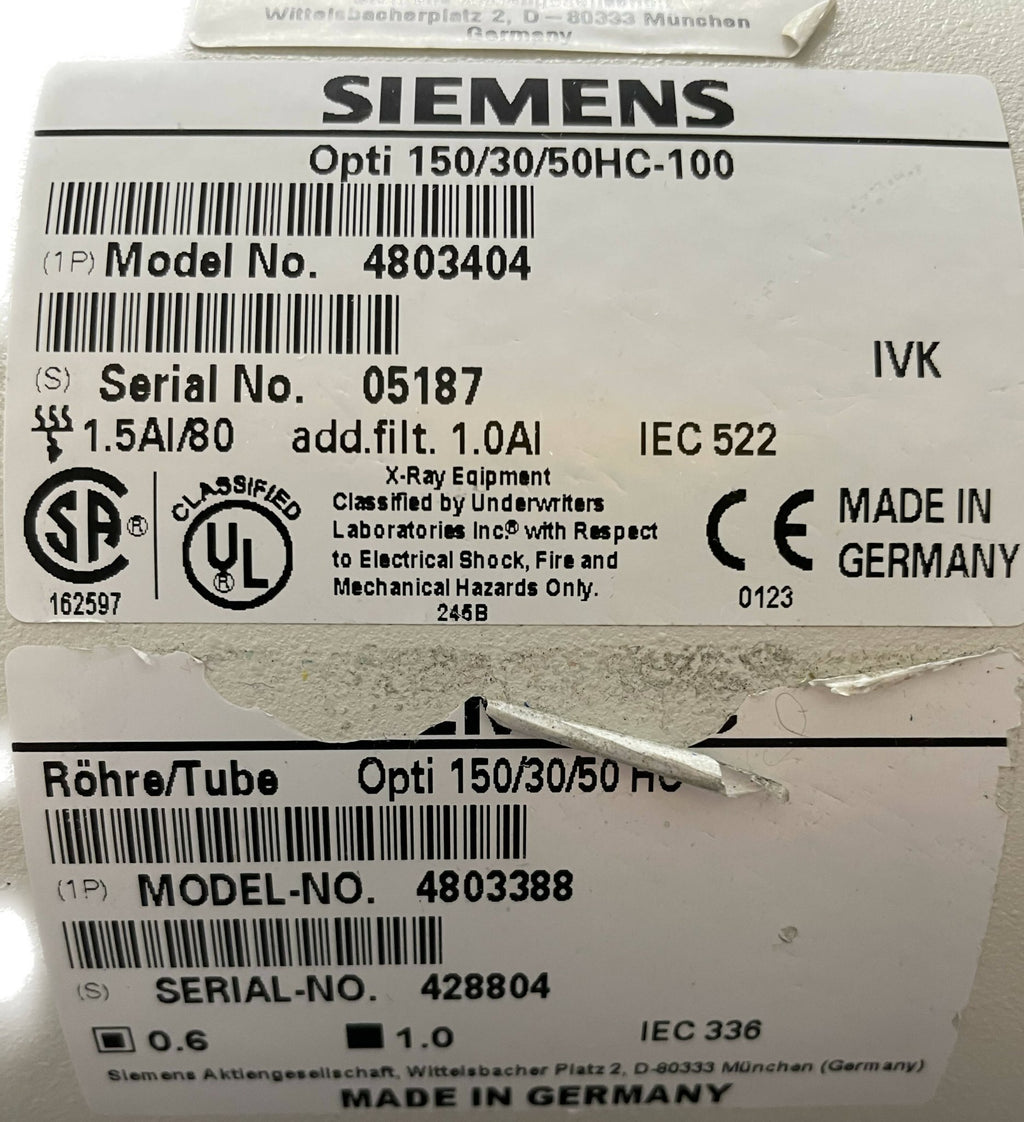 Wittelsbacherplatz 2, D-80333 München
Germany
SIEMENS
Opti 150/30/50HC-100
(1P) Model No. 4803404
(S) Serial No. 05187
IVK
1.5Al/80 add.filt. 1.0Al IEC 522
SA ® 162597
CLASSIFIED
UL ®
X-Ray Eqipment
Classified by Underwriters
Laboratories Inc® with Respect
to Electrical Shock, Fire and
Mechanical Hazards Only.
245B
CE
0123
MADE IN
GERMANY
Röhre/Tube Opti 150/30/50 HC
(1P) MODEL-NO. 4803388
(S) SERIAL-NO. 428804
0.6 1.0 IEC 336
Siemens Aktiengesellschaft, Wittelsbacher Platz 2, D-80333 München (Germany)
MADE IN GERMANY